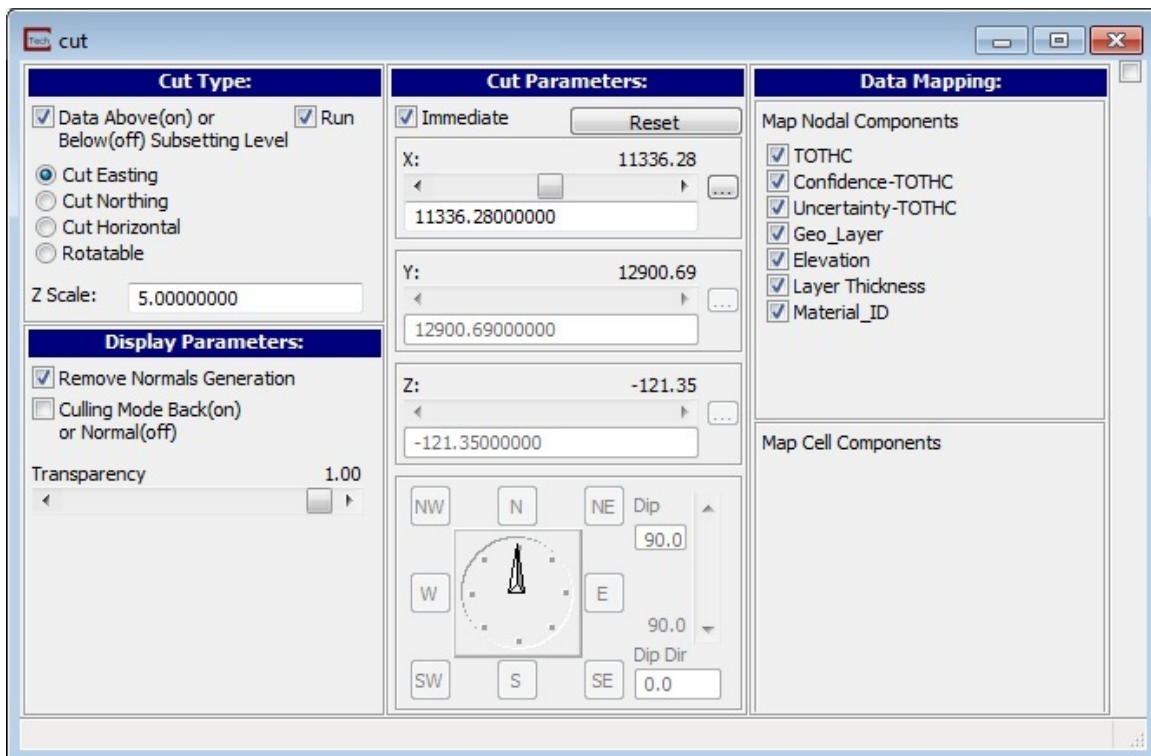 Tech cut
Cut Type:
Data Above(on) or
Below(off) Subsetting Level
Run
Cut Easting
Cut Northing
Cut Horizontal
Rotatable
Z Scale: 5.00000000
Display Parameters:
Remove Normals Generation
Culling Mode Back(on)
or Normal(off)
Transparency 1.00
Cut Parameters:
Immediate Reset
X: 11336.28
...
11336.28000000
Y: 12900.69
...
12900.69000000
Z: -121.35
...
-121.35000000
NW N NE Dip
90.0
W E
90.0
Dip Dir
SW S SE 0.0
Data Mapping:
Map Nodal Components
TOTHC
Confidence-TOTHC
Uncertainty-TOTHC
Geo_Layer
Elevation
Layer Thickness
Material_ID
Map Cell Components